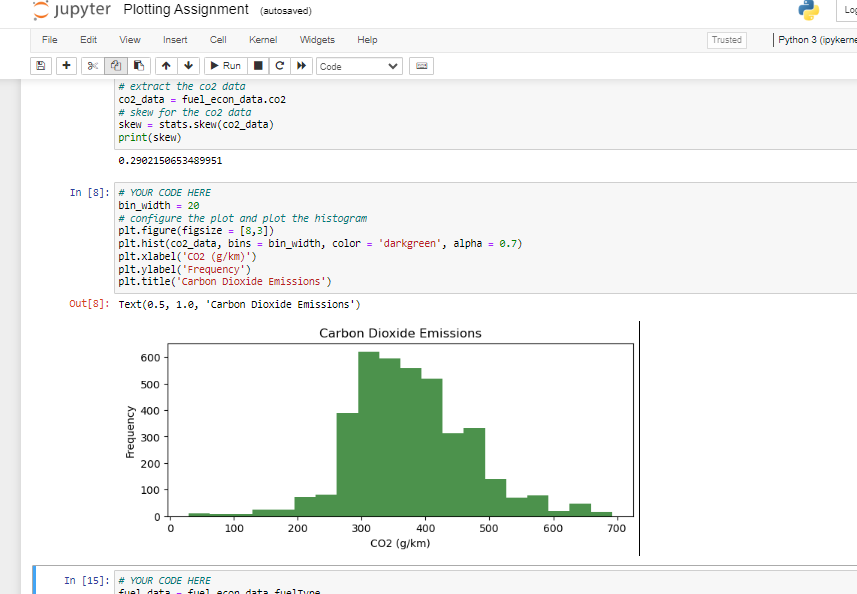 jupyter Plotting Assignment (autosaved)
File Edit View Insert Cell Kernel Widgets Help Trusted Python 3 (ipykerne
Run Code
# extract the co2 data
co2_data = fuel_econ_data.co2
# skew for the co2 data
skew = stats.skew(co2_data)
print(skew)
0.2902150653489951
In [8]: # YOUR CODE HERE
bin_width = 20
# configure the plot and plot the histogram
plt.figure(figsize = [8,3])
plt.hist(co2_data, bins = bin_width, color = 'darkgreen', alpha = 0.7)
plt.xlabel('CO2 (g/km)')
plt.ylabel('Frequency')
plt.title('Carbon Dioxide Emissions')
Out[8]: Text(0.5, 1.0, 'Carbon Dioxide Emissions')
Carbon Dioxide Emissions
600
500
400
300
200
100
0
Frequency
0 100 200 300 400 500 600 700
CO2 (g/km)
In [15]: # YOUR CODE HERE
fuel_data = fuel_econ_data.fuelType